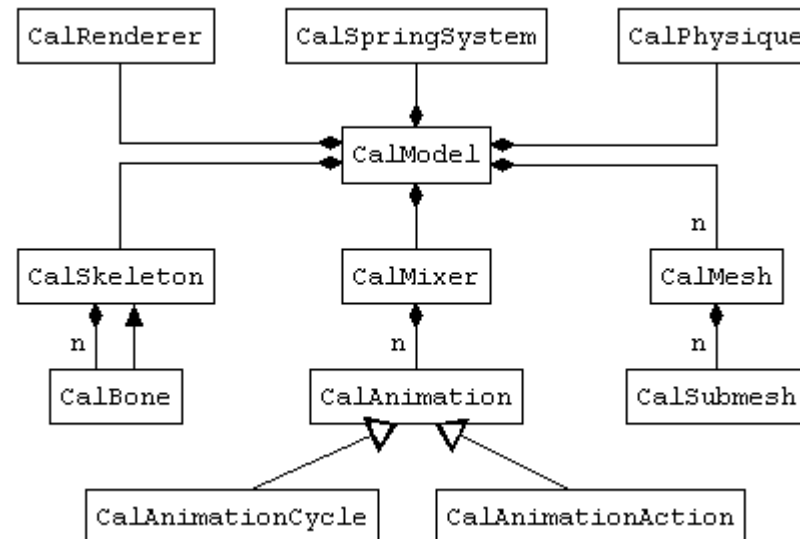 CalRenderer
CalSpringSystem
CalPhysique
CalModel
n
CalSkeleton
CalMixer
CalMesh
n
n
n
CalBone
CalAnimation
CalSubmesh
CalAnimationCycle
CalAnimationAction